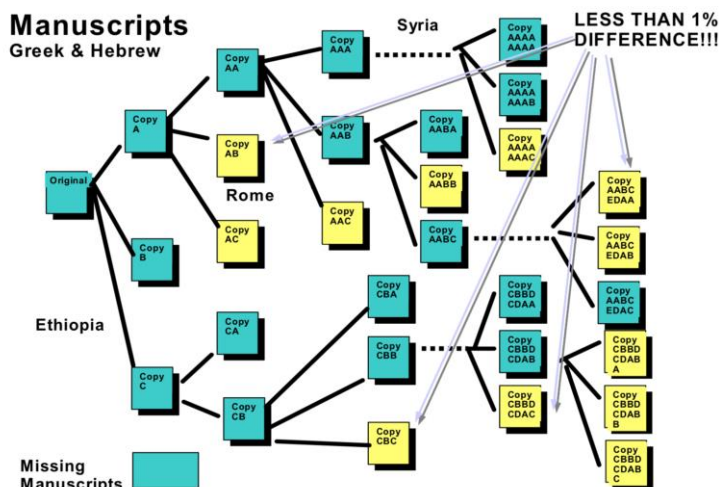 Manuscripts
Greek & Hebrew
Syria
LESS THAN 1%
DIFFERENCE!!!
Copy
AAA
Copy
AAAA
AAAA
Copy
AA
Copy
AAAA
AAAB
Copy
A
Copy
AB
Copy
AAB
Copy
AABA
Copy
AAAA
AAAC
Original
Rome
Copy
AABB
Copy
AABC
EDAA
Copy
AC
Copy
AAC
Copy
AABC
Copy
AABC
EDAB
Copy
B
Copy
CBA
Copy
CBBD
CDAA
Copy
AABC
EDAC
Ethiopia
Copy
CA
Copy
CBB
Copy
CBBD
CDAB
Copy
CBBD
CDAB
A
Copy
C
Copy
CB
Copy
CBC
Copy
CBBD
CDAC
Copy
CBBD
CDAB
B
Copy
CBBD
CDAB
C
Missing
Manuscripts